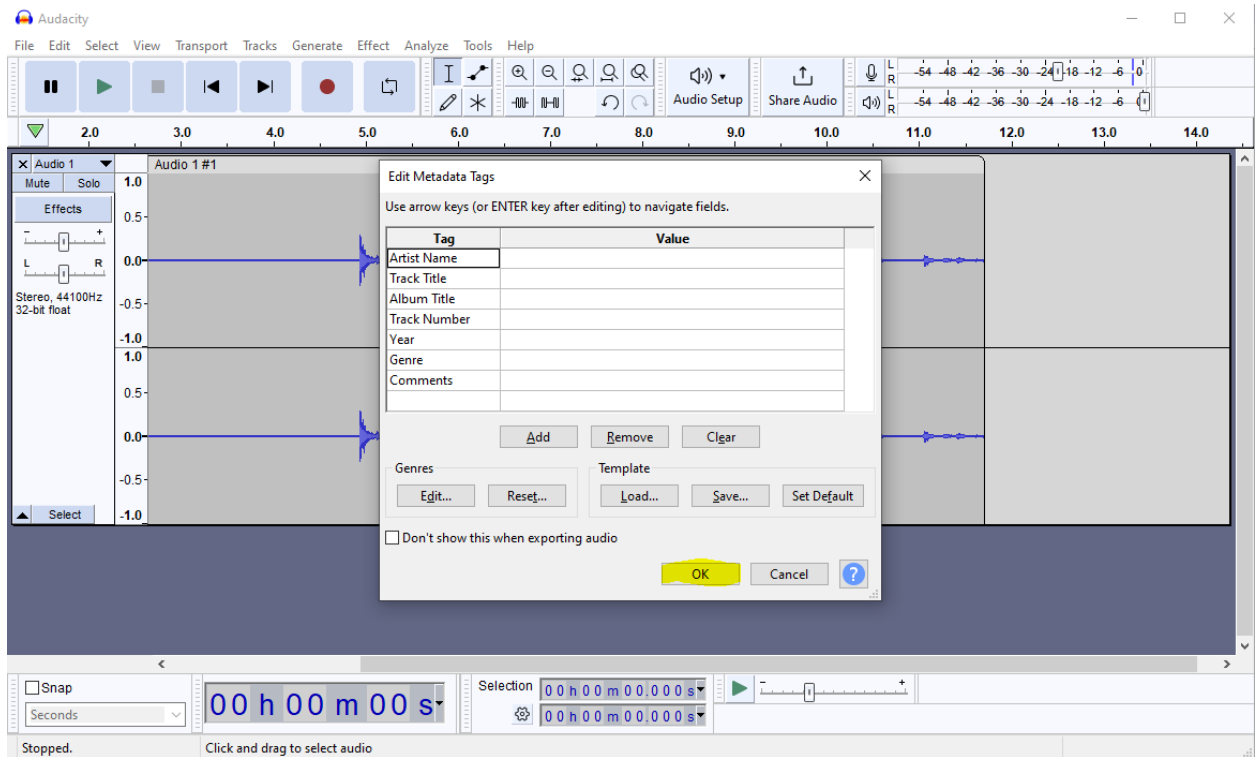 Audacity
File Edit Select View Transport Tracks Generate Effect Analyze Tools Help
Audio Setup
Share Audio
L
R
-54 -48 -42 -36 -30 -24 -18 -12 -6 0
L
R
-54 -48 -42 -36 -30 -24 -18 -12 -6
2.0 3.0 4.0 5.0 6.0 7.0 8.0 9.0 10.0 11.0 12.0 13.0 14.0
Audio 1
Audio 1 #1
Mute Solo
Effects
- +
L R
Stereo, 44100Hz
32-bit float
1.0
0.5
0.0
-0.5
-1.0
1.0
0.5
0.0
-0.5
-1.0
Select
Edit Metadata Tags
Use arrow keys (or ENTER key after editing) to navigate fields.
Tag Value
Artist Name
Track Title
Album Title
Track Number
Year
Genre
Comments
Add Remove Clear
Genres
Edit... Reset...
Template
Load... Save... Set Default
Don't show this when exporting audio
OK Cancel ?
Snap
Seconds
00 h 00 m 00 s
Selection
00 h 00 m 00.000 s
00 h 00 m 00.000 s
- +
Stopped.
Click and drag to select audio